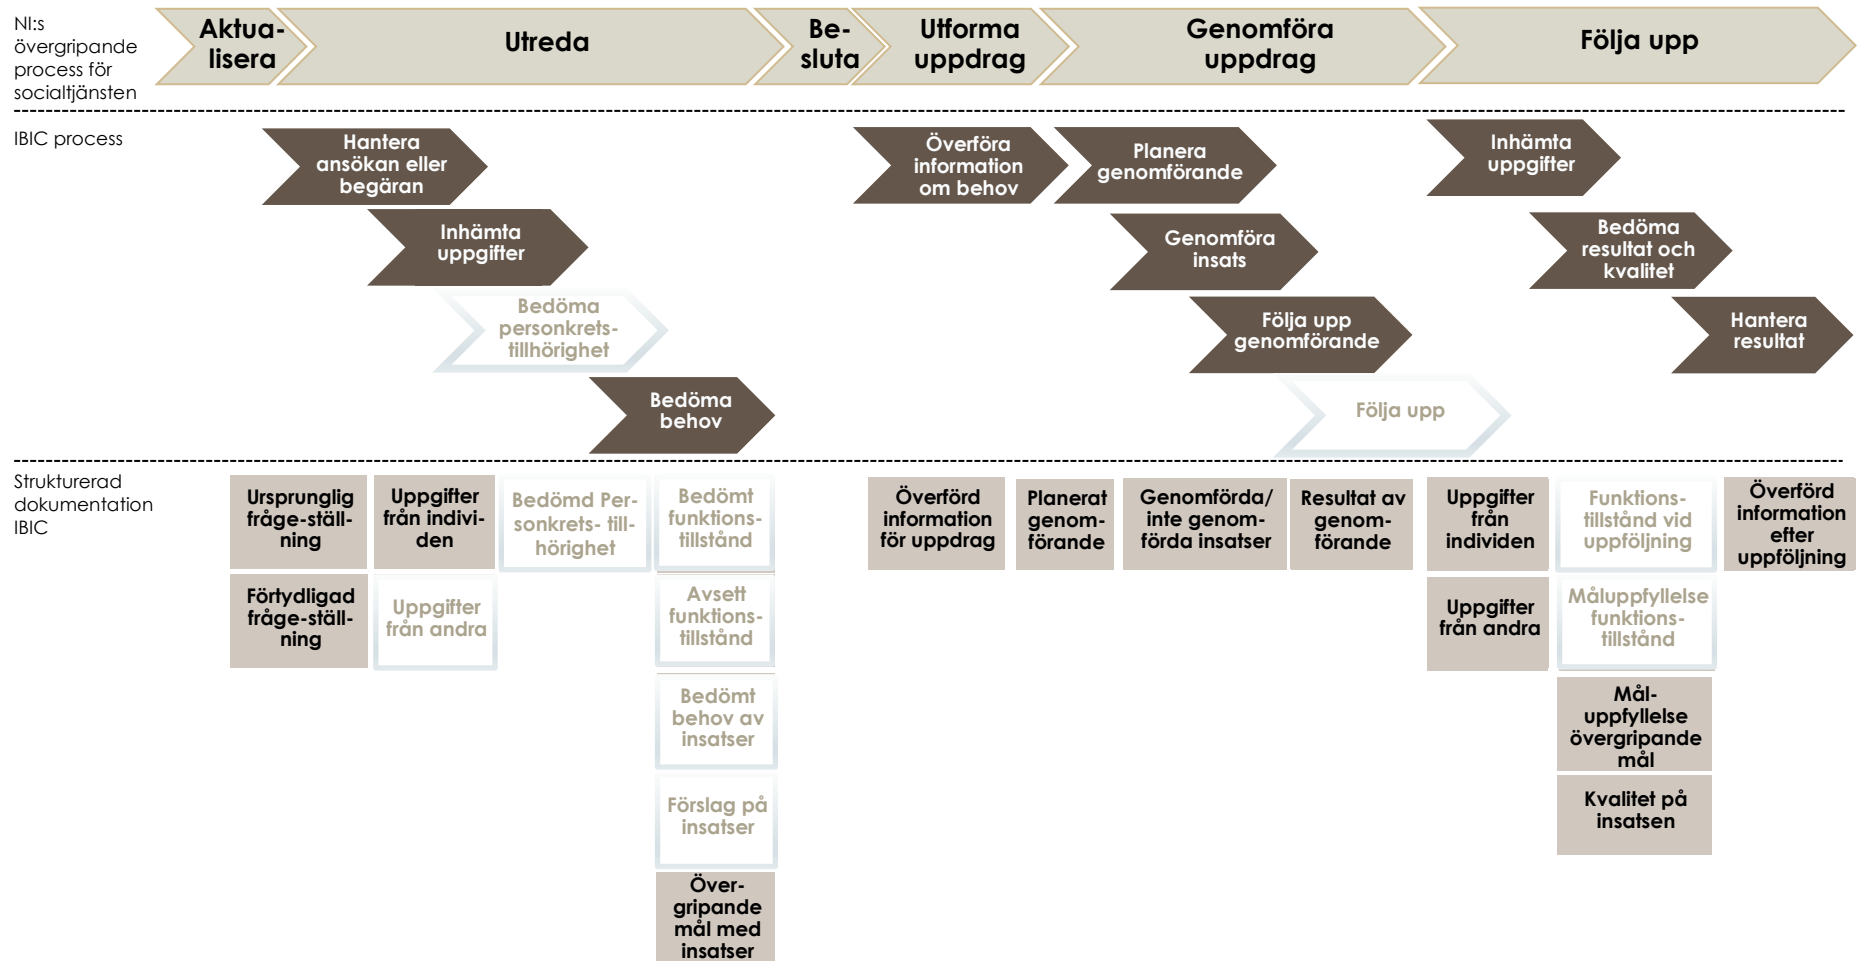 NI:s
övergripande
process för
socialtjänsten
Aktua-
lisera
Utreda
Be-
sluta
Utforma
uppdrag
Genomföra
uppdrag
Följa upp
IBIC process
Hantera
ansökan eller
begäran
Inhämta
uppgifter
Bedöma
personkrets-
tillhörighet
Bedöma
behov
Överföra
information
om behov
Planera
genomförande
Genomföra
insats
Följa upp
genomförande
Följa upp
Inhämta
uppgifter
Bedöma
resultat och
kvalitet
Hantera
resultat
Strukturerad
dokumentation
IBIC
Ursprunglig
fråge-ställ-
ning
Förtydligad
fråge-ställ-
ning
Uppgifter
från indivi-
den
Uppgifter
från andra
Bedömd Per-
sonkrets- till-
hörighet
Bedömt
funktions-
tillstånd
Avsett
funktions-
tillstånd
Bedömt
behov av
insatser
Förslag på
insatser
Över-
gripande
mål med
insatser
Överförd
information
för uppdrag
Planerat
genom-
förande
Genomförda/
inte genom-
förda insatser
Resultat av
genom-
förande
Uppgifter
från
individen
Uppgifter
från andra
Funktions-
tillstånd vid
uppföljning
Måluppfyllelse
funktions-
tillstånd
Mål-
uppfyllelse
övergripande
mål
Kvalitet på
insatsen
Överförd
information
efter
uppföljning